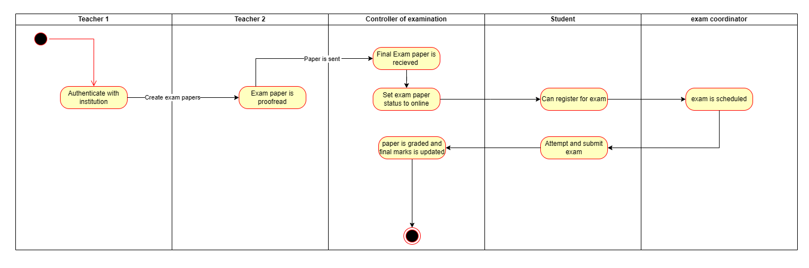 Teacher 1
Teacher 2
Controller of examination
Student
exam coordinator
Paper is sent
Final Exam paper is
recieved
Authenticate with
institution
Create exam papers
Exam paper is
proofread
Set exam paper
status to online
Can register for exam
exam is scheduled
paper is graded and
final marks is updated
Attempt and submit
exam